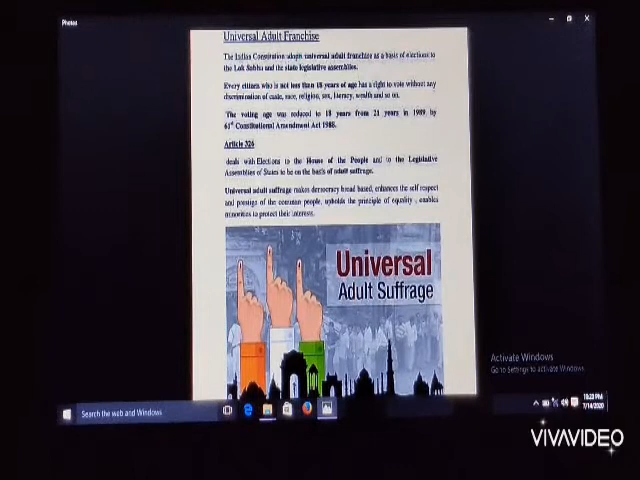 Photos
Universal Adult Franchise
The Indian Constitution adopts universal adult franchise as a basis of elections to
the Lok Sabha and the state legislative assemblies.
Every citizen who is not less than 18 years of age has a right to vote without any
discrimination of caste, race, religion, sex, literacy, wealth and so on.
The voting age was reduced to 18 years from 21 years in 1989 by
61st Constitutional Amendment Act 1988.
Article 326
deals with Elections to the House of the People and to the Legislative
Assemblies of States to be on the basis of adult suffrage.
Universal adult suffrage makes democracy broad based, enhances the self respect
and prestige of the common people, upholds the principle of equality , enables
minorities to protect their interests.
Universal
Adult Suffrage
Activate Windows
Go to Settings to activate Windows.
Search the web and Windows
10:23 PM
7/14/2020
VIVAVIDEO